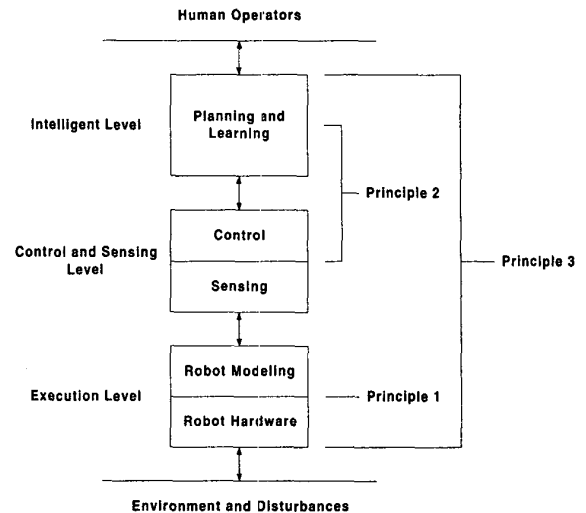 Human Operators
Intelligent Level
Planning and
Learning
Principle 2
Control and Sensing
Level
Control
Sensing
Principle 3
Execution Level
Robot Modeling
Robot Hardware
Principle 1
Environment and Disturbances